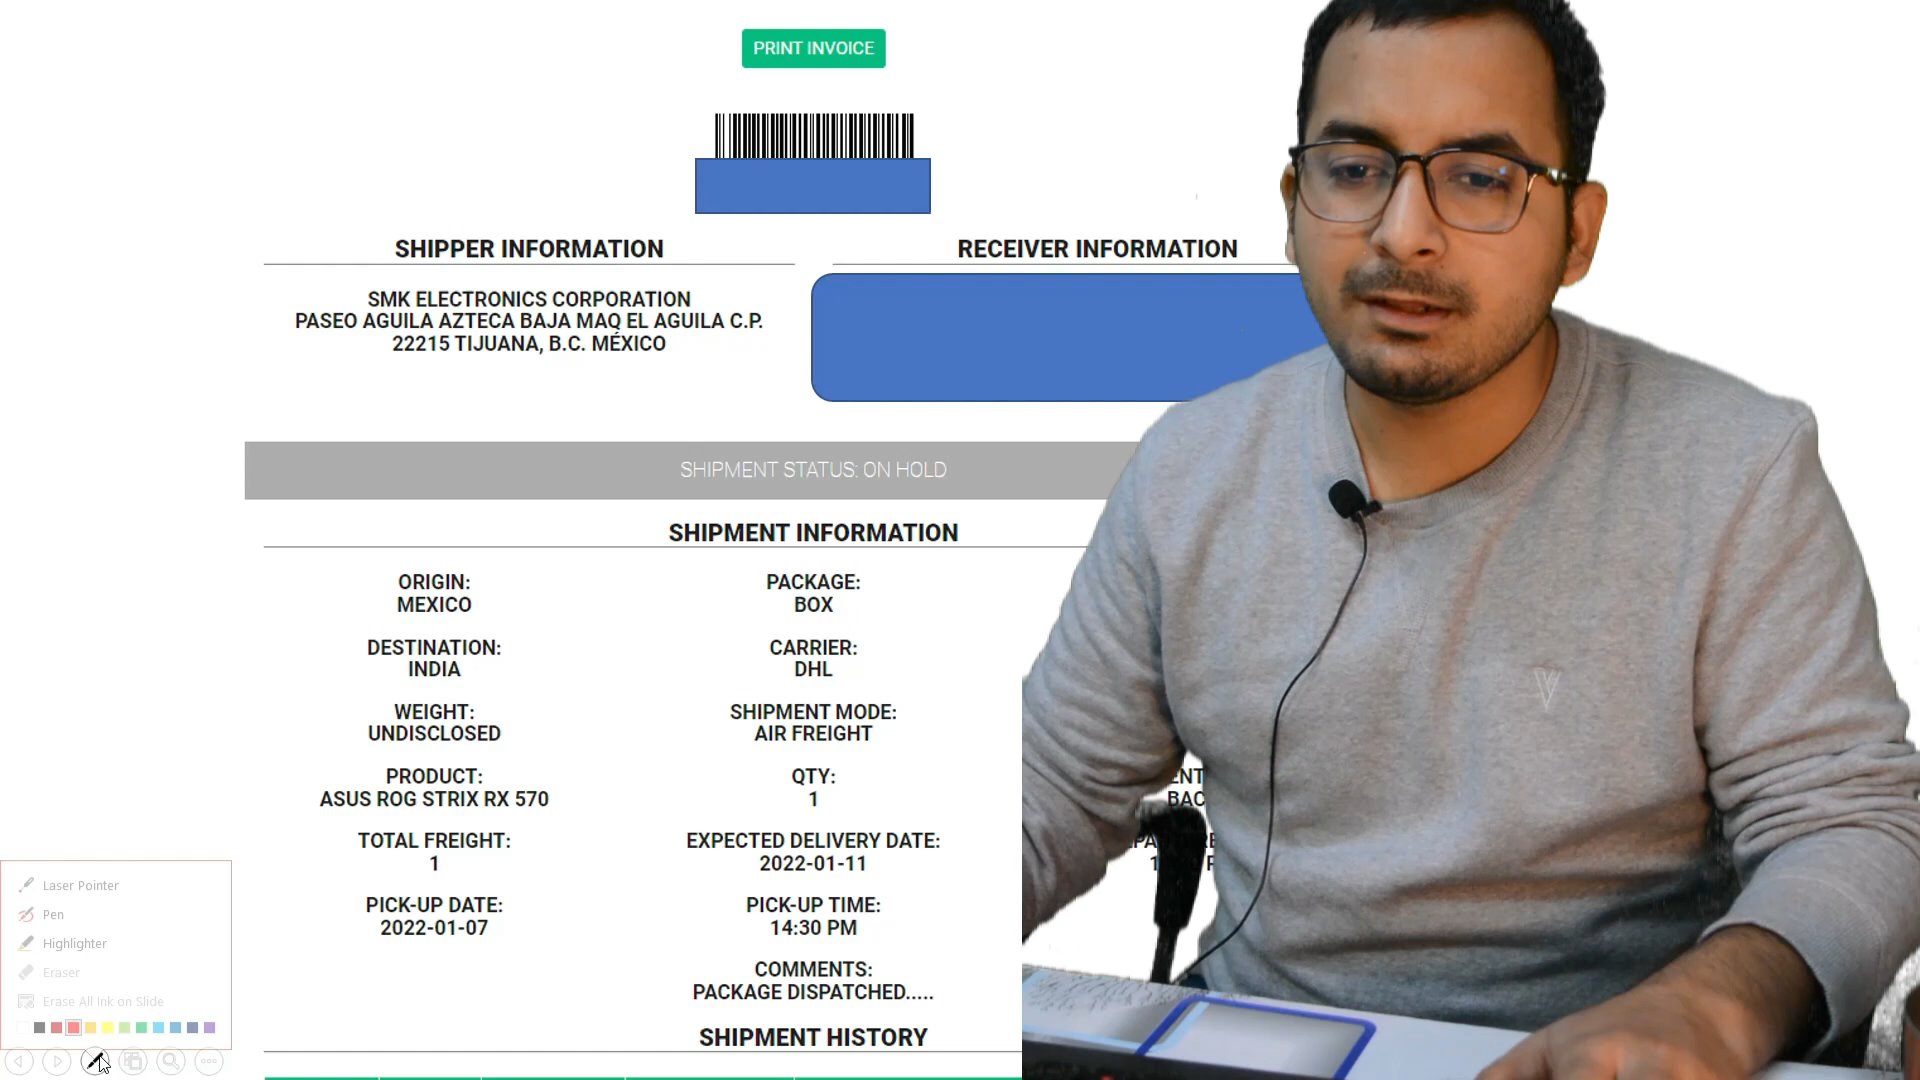 PRINT INVOICE
SHIPPER INFORMATION
RECEIVER INFORMATION
SMK ELECTRONICS CORPORATION
PASEO AGUILA AZTECA BAJA MAQ EL AGUILA C.P.
22215 TIJUANA, B.C. MÉXICO
SHIPMENT STATUS: ON HOLD
SHIPMENT INFORMATION
ORIGIN:
MEXICO
PACKAGE:
BOX
DESTINATION:
INDIA
CARRIER:
DHL
WEIGHT:
UNDISCLOSED
SHIPMENT MODE:
AIR FREIGHT
PRODUCT:
ASUS ROG STRIX RX 570
QTY:
1
TOTAL FREIGHT:
1
EXPECTED DELIVERY DATE:
2022-01-11
PICK-UP DATE:
2022-01-07
PICK-UP TIME:
14:30 PM
COMMENTS:
PACKAGE DISPATCHED.....
SHIPMENT HISTORY
Laser Pointer
Pen
Highlighter
Eraser
Erase All Ink on Slide